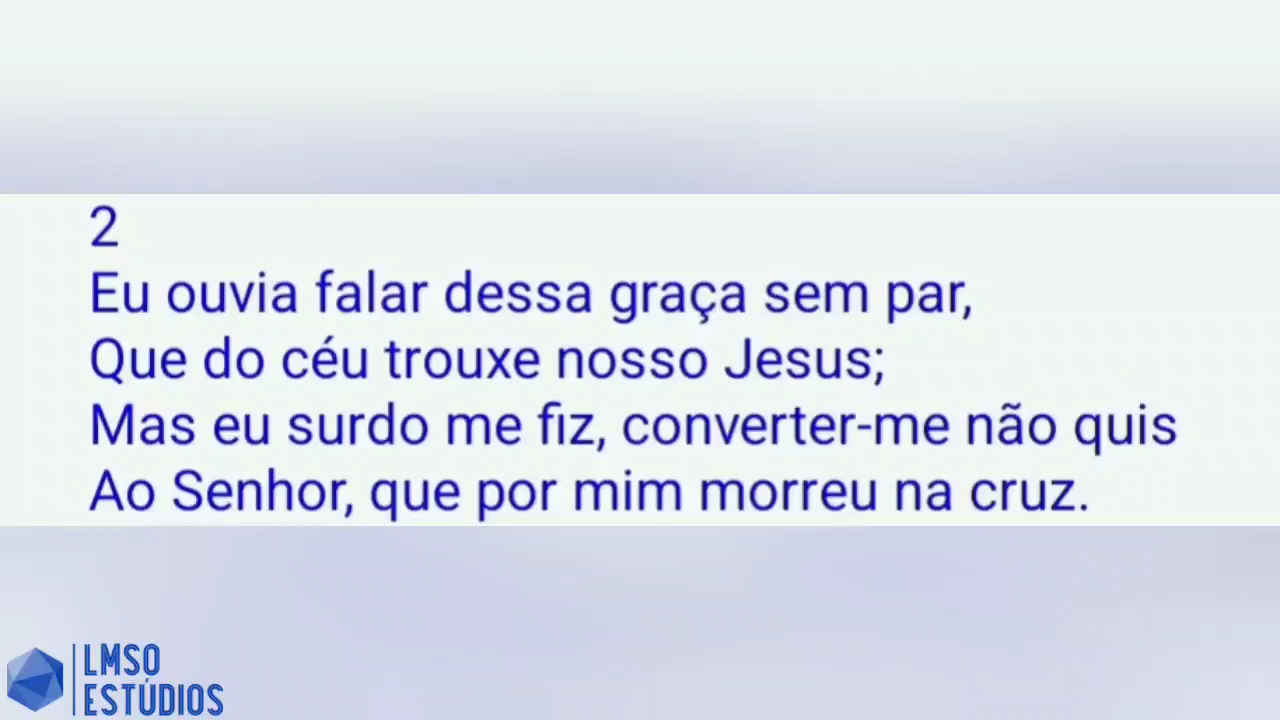 2
Eu ouvia falar dessa graça sem par,
Que do céu trouxe nosso Jesus;
Mas eu surdo me fiz, converter-me não quis
Ao Senhor, que por mim morreu na cruz.
LMSO
ESTÚDIOS